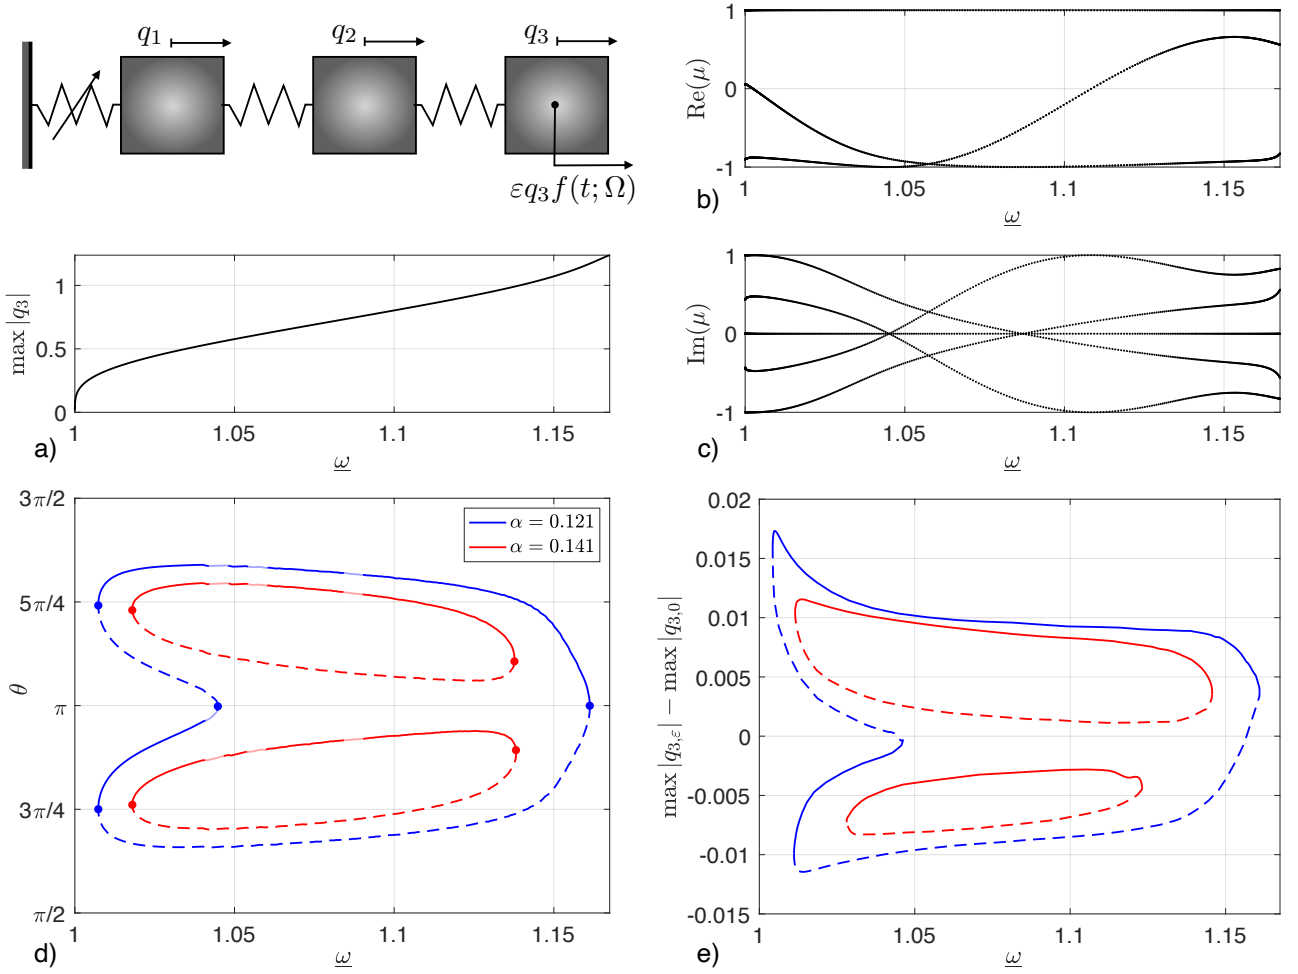 q₁ q₂ q₃
εq₃f(t;Ω)
max |q₃|
1
0.5
0
1 1.05 1.1 1.15
ω
a)
Re(μ)
1
0
-1
1 1.05 1.1 1.15
ω
b)
Im(μ)
1
0
-1
1 1.05 1.1 1.15
ω
c)
θ
3π/2
5π/4
π
3π/4
π/2
α = 0.121
α = 0.141
1 1.05 1.1 1.15
ω
d)
max |q₃,ε| − max |q₃,₀|
0.02
0.015
0.01
0.005
0
-0.005
-0.01
-0.015
1 1.05 1.1 1.15
ω
e)